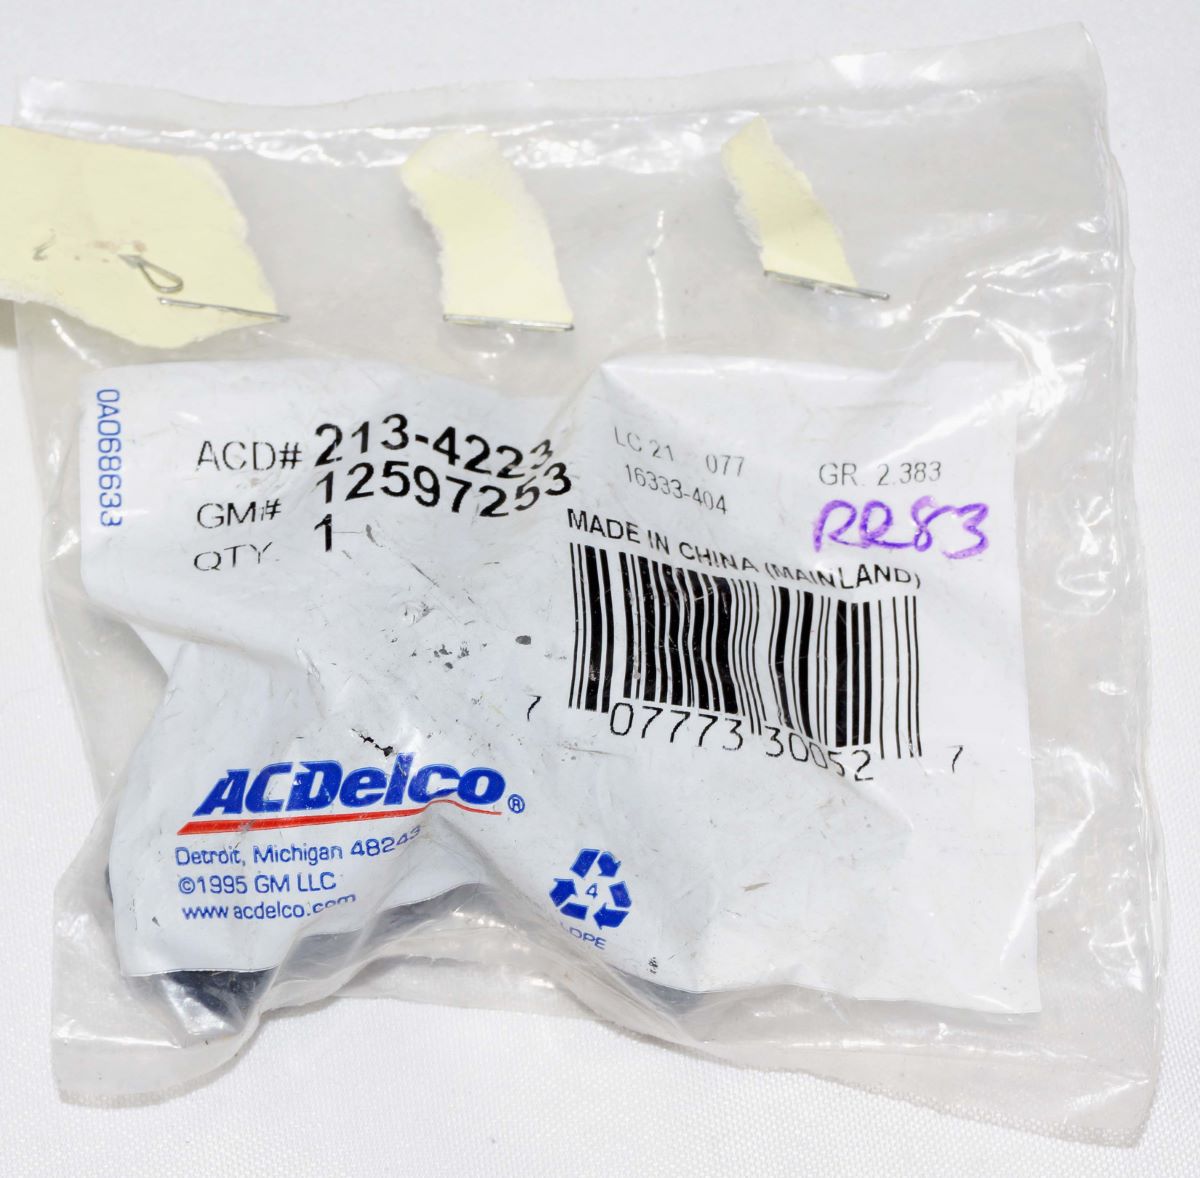 0A068633
ACD# 213-4223
GM# 12597253
QTY. 1
LC 21 077
GR. 2.383
16333-404
RR83
MADE IN CHINA (MAINLAND)
7 07773 30052 7
ACDelco®
Detroit, Michigan 48243
©1995 GM LLC
www.acdelco.com
4
LDPE